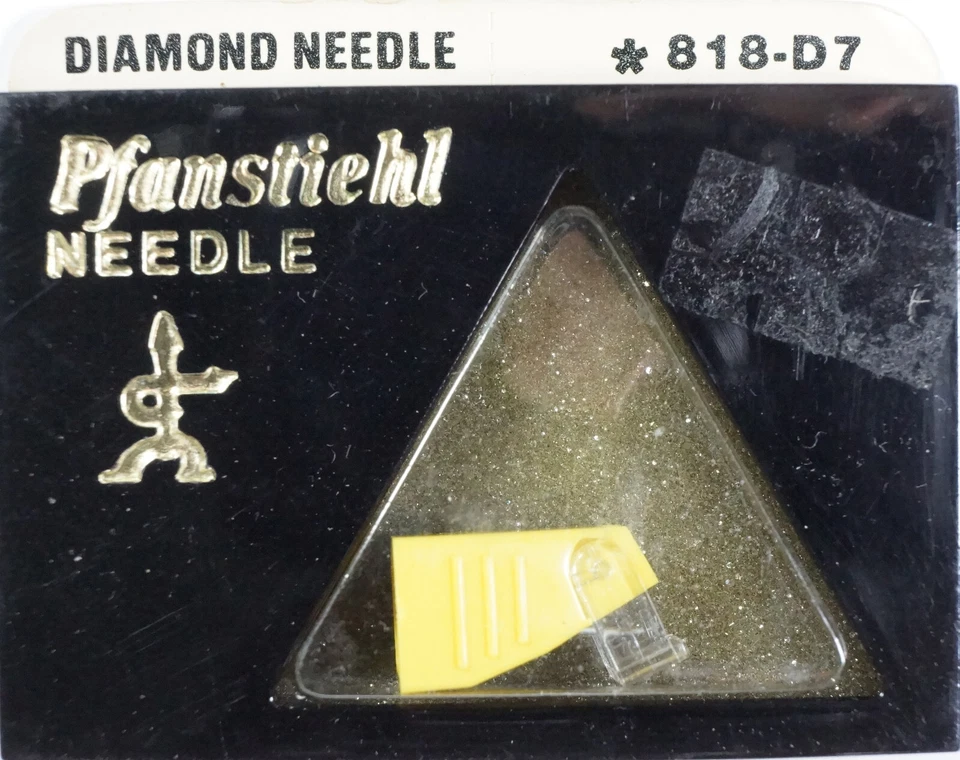 DIAMOND NEEDLE * 818-D7
Pfanstiehl
NEEDLE